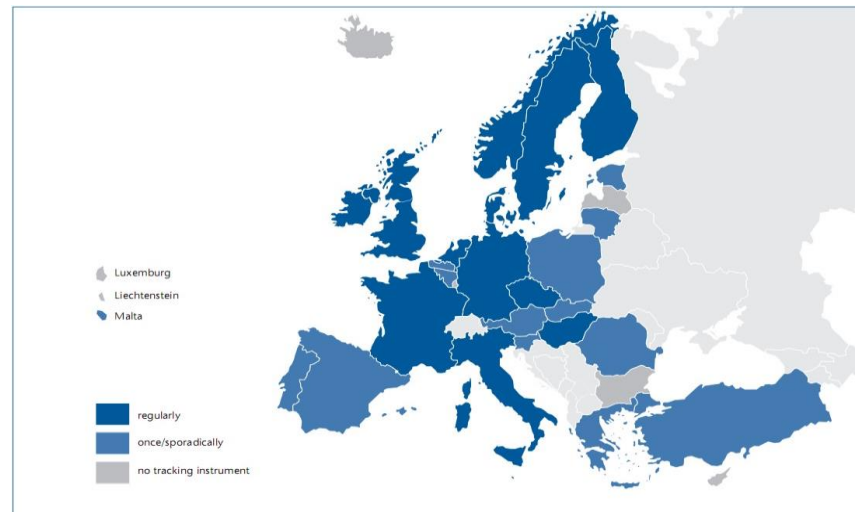 Luxemburg
Liechtenstein
Malta
regularly
once/sporadically
no tracking instrument